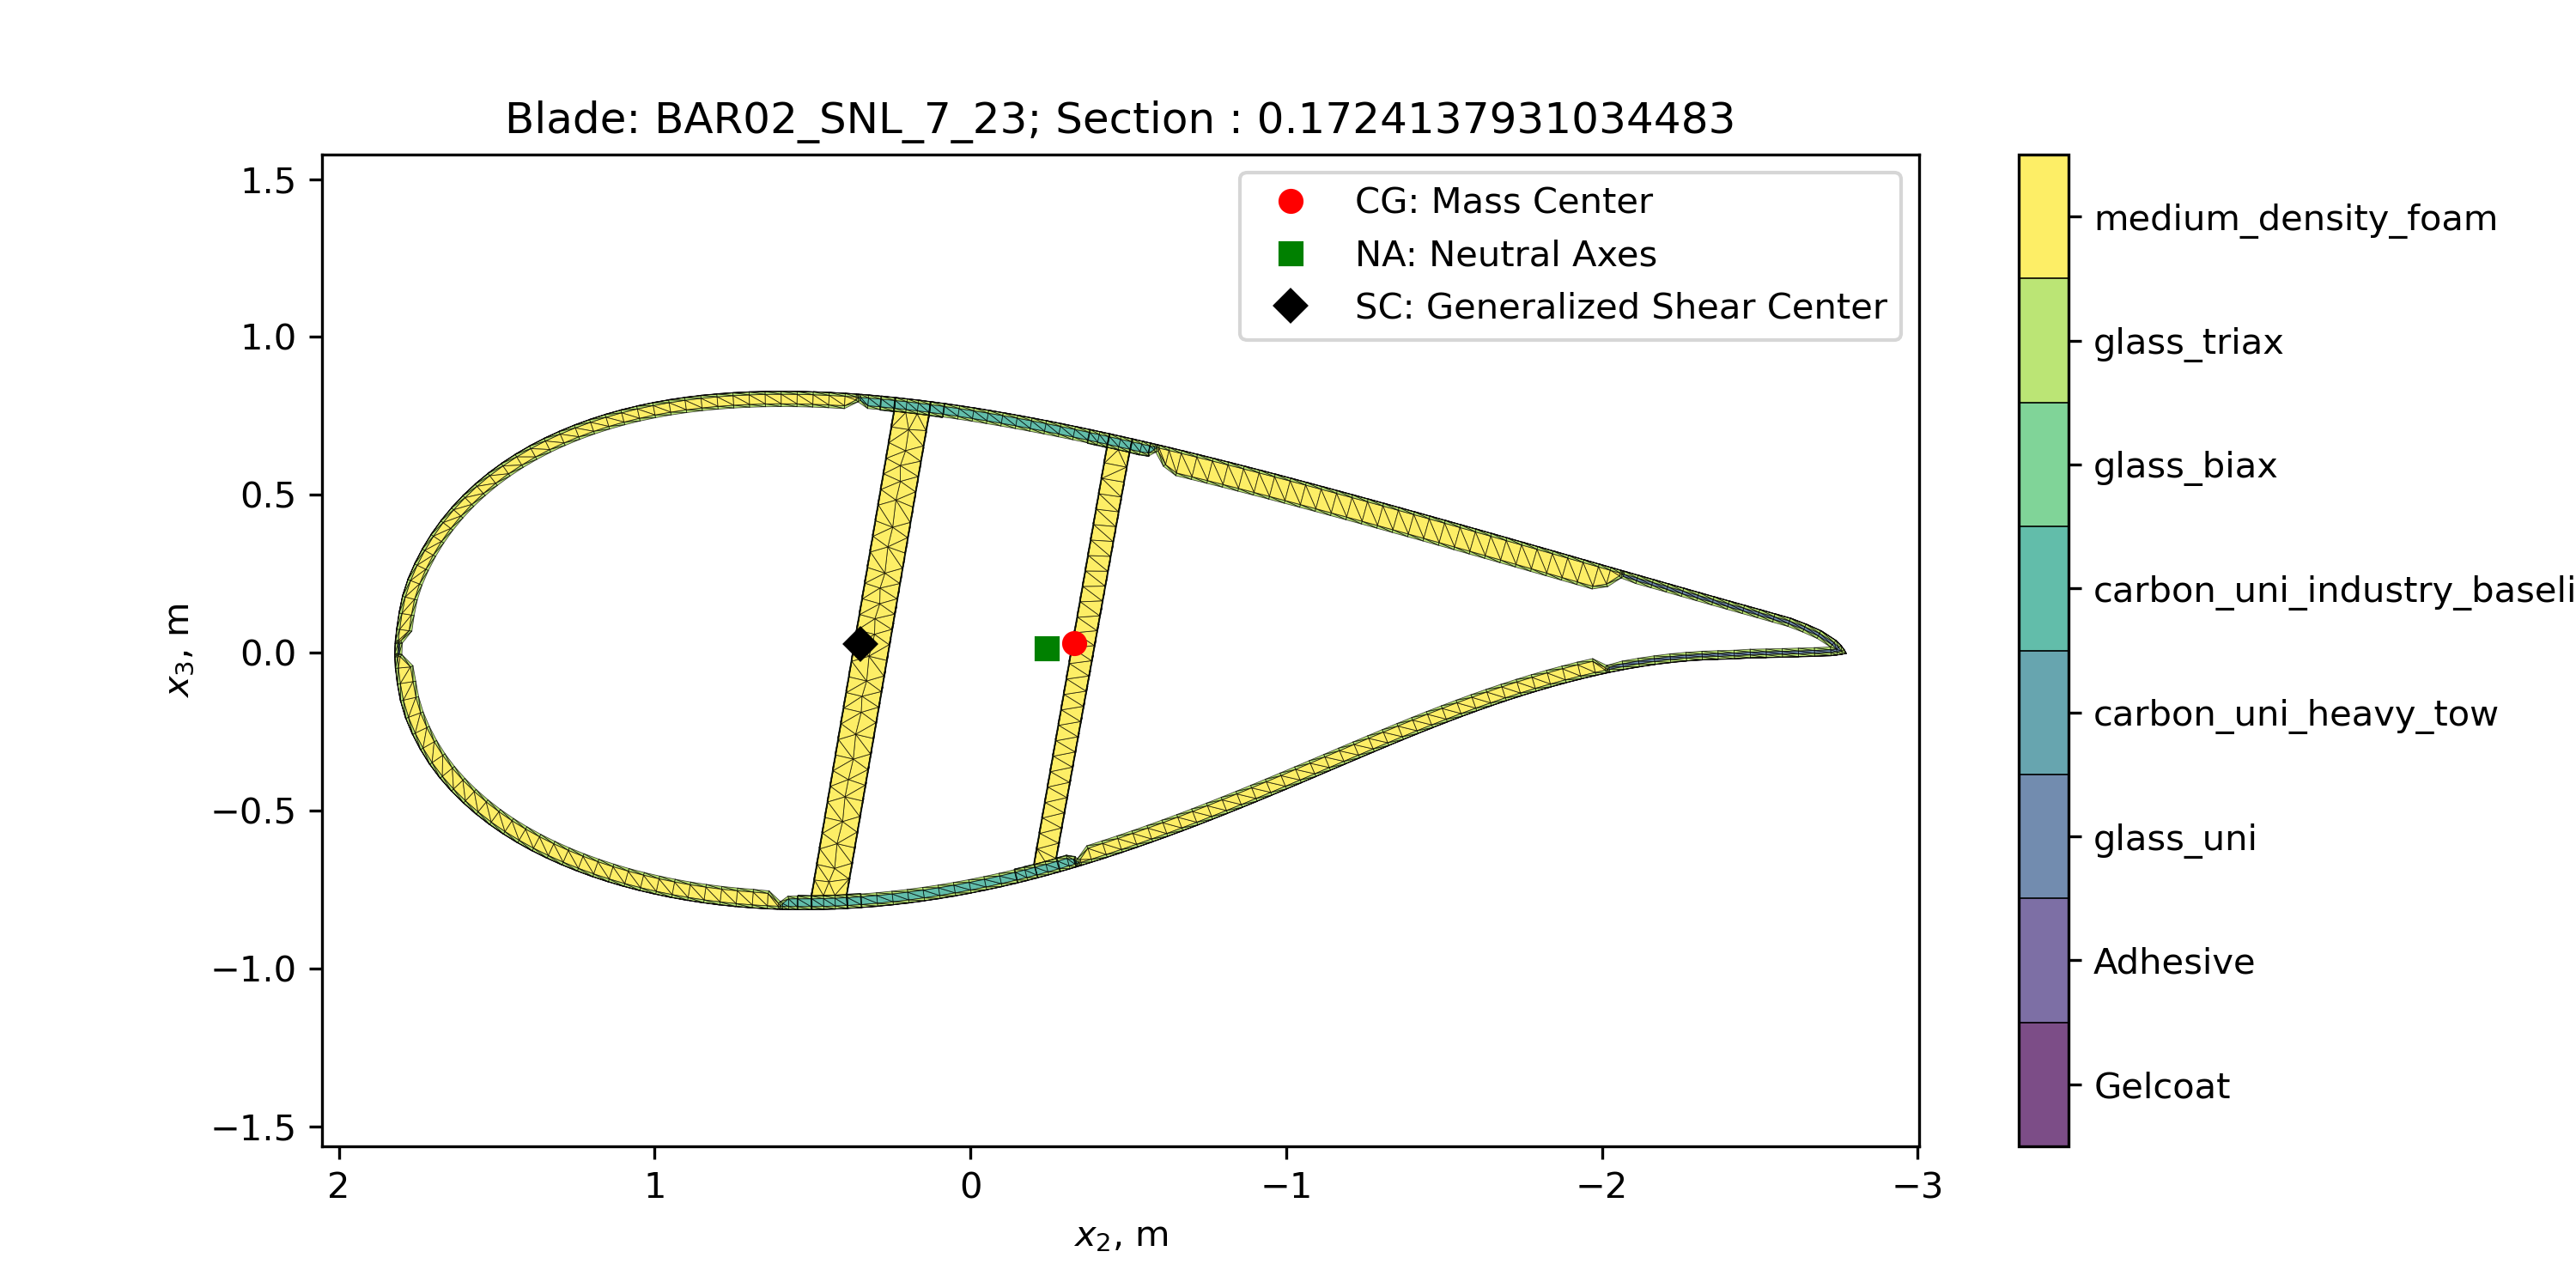 Blade: BAR02_SNL_7_23; Section : 0.1724137931034483
CG: Mass Center
NA: Neutral Axes
SC: Generalized Shear Center
1.5
1.0
0.5
0.0
−0.5
−1.0
−1.5
x₃, m
2
1
0
−1
−2
−3
x₂, m
medium_density_foam
glass_triax
glass_biax
carbon_uni_industry_baseli
carbon_uni_heavy_tow
glass_uni
Adhesive
Gelcoat